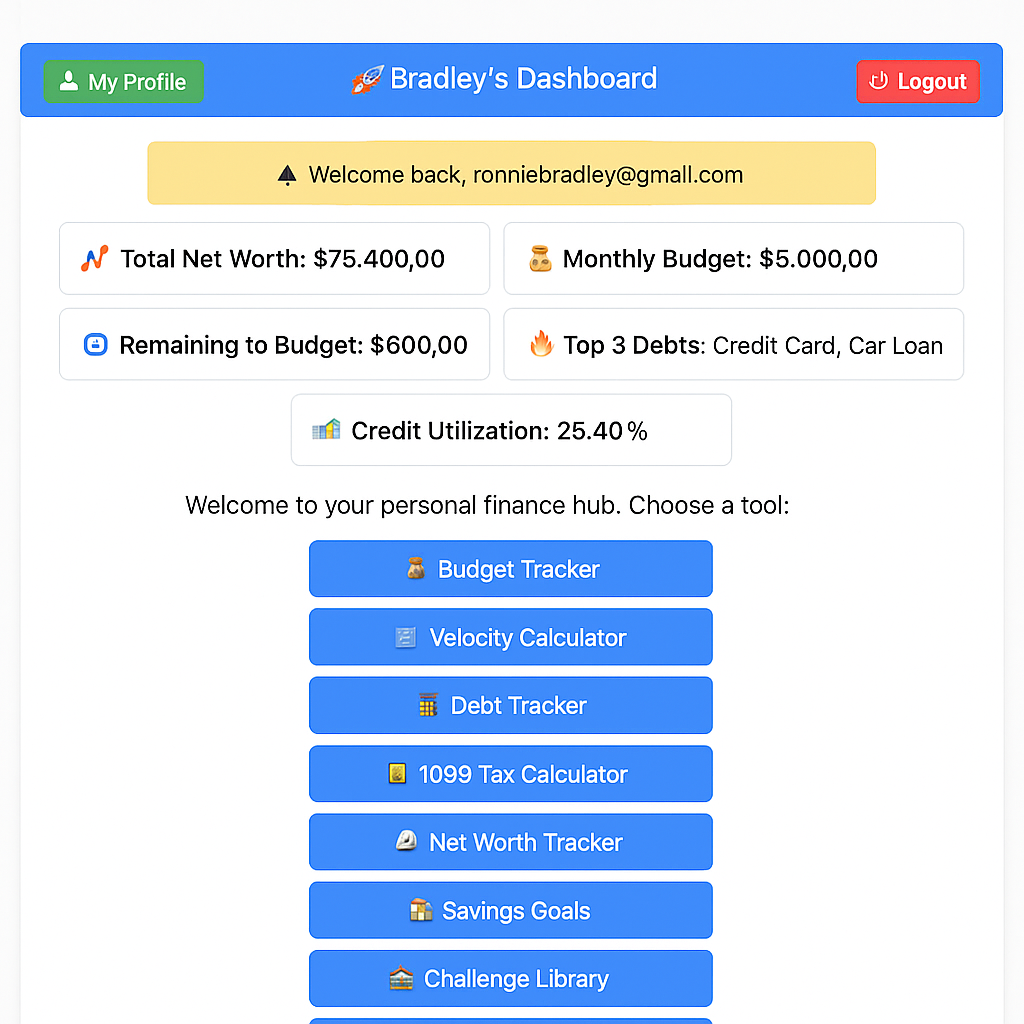 My Profile
Bradley's Dashboard
Logout
Welcome back, ronniebradley@gmall.com
Total Net Worth: $75.400,00
Monthly Budget: $5.000,00
Remaining to Budget: $600,00
Top 3 Debts: Credit Card, Car Loan
Credit Utilization: 25.40 %
Welcome to your personal finance hub. Choose a tool:
Budget Tracker
Velocity Calculator
Debt Tracker
1099 Tax Calculator
Net Worth Tracker
Savings Goals
Challenge Library